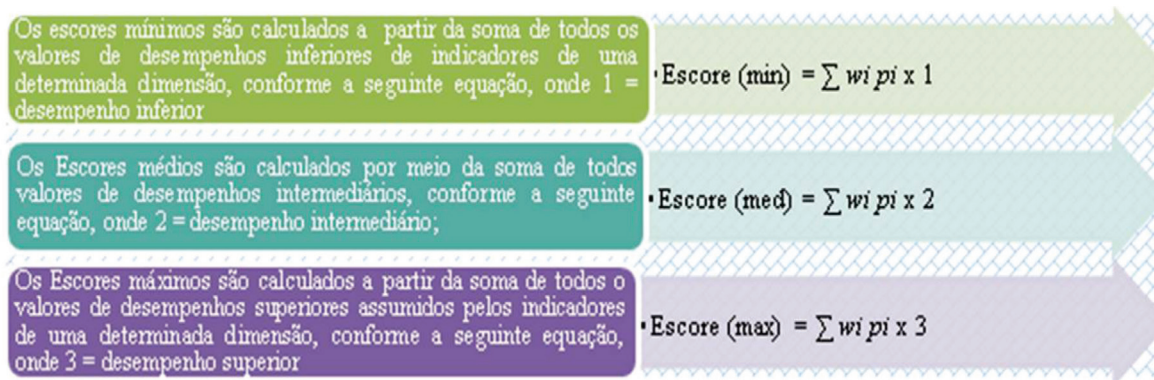 Os escores mínimos são calculados a partir da soma de todos os
valores de desempenhos inferiores de indicadores de uma
determinada dimensão, conforme a seguinte equação, onde 1 =
desempenho inferior
• Escore (min) = ∑ wi pi x 1
Os Escores médios são calculados por meio da soma de todos
valores de desempenhos intermediários, conforme a seguinte
equação, onde 2 = desempenho intermediário;
• Escore (med) = ∑ wi pi x 2
Os Escores máximos são calculados a partir da soma de todos o
valores de desempenhos superiores assumidos pelos indicadores
de uma determinada dimensão, conforme a seguinte equação,
onde 3 = desempenho superior
• Escore (max) = ∑ wi pi x 3